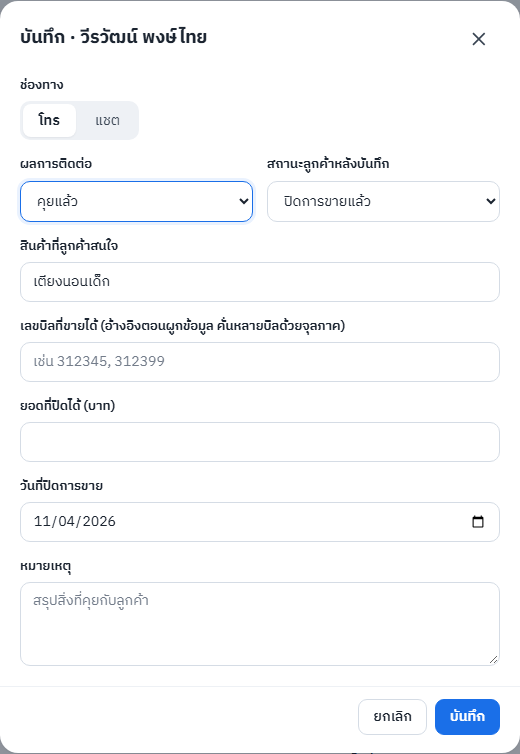 บันทึก · วีรวัฒน์ พงษ์ไทย
ช่องทาง
โทร แชต
ผลการติดต่อ สถานะลูกค้าหลังบันทึก
คุยแล้ว ปิดการขายแล้ว
สินค้าที่ลูกค้าสนใจ
เตียงนอนเด็ก
เลขบิลที่ขายได้ (อ้างอิงตอนผูกข้อมูล คั่นหลายบิลด้วยจุลภาค)
เช่น 312345, 312399
ยอดที่ปิดได้ (บาท)
วันที่ปิดการขาย
11/04/2026
หมายเหตุ
สรุปสิ่งที่คุยกับลูกค้า
ยกเลิก บันทึก